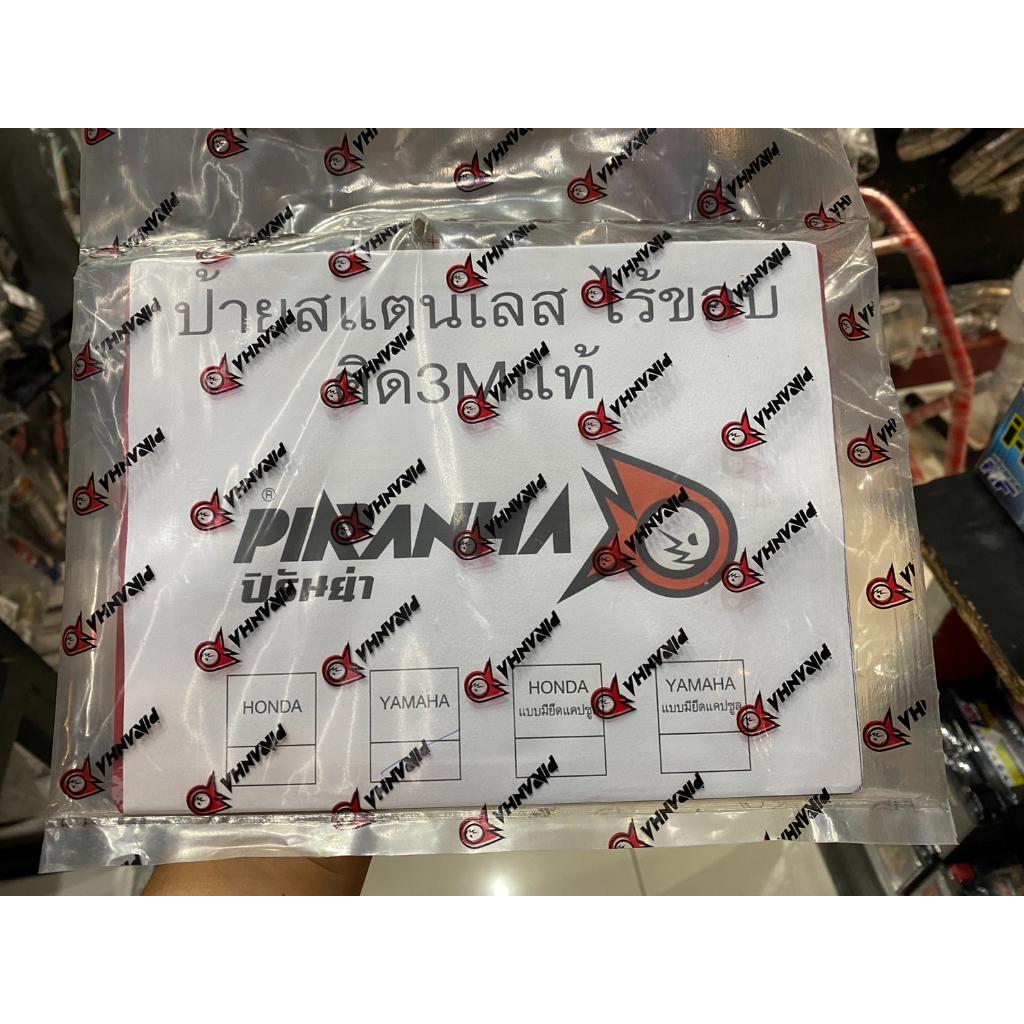 ป้ายสแตนเลส ไร้ขอบ
ติด3Mแท้
PIRANHA ®
ปิรันย่า
HONDA
YAMAHA
HONDA
แบบมียึดแคปซูล
YAMAHA
แบบมียึดแคปซูล